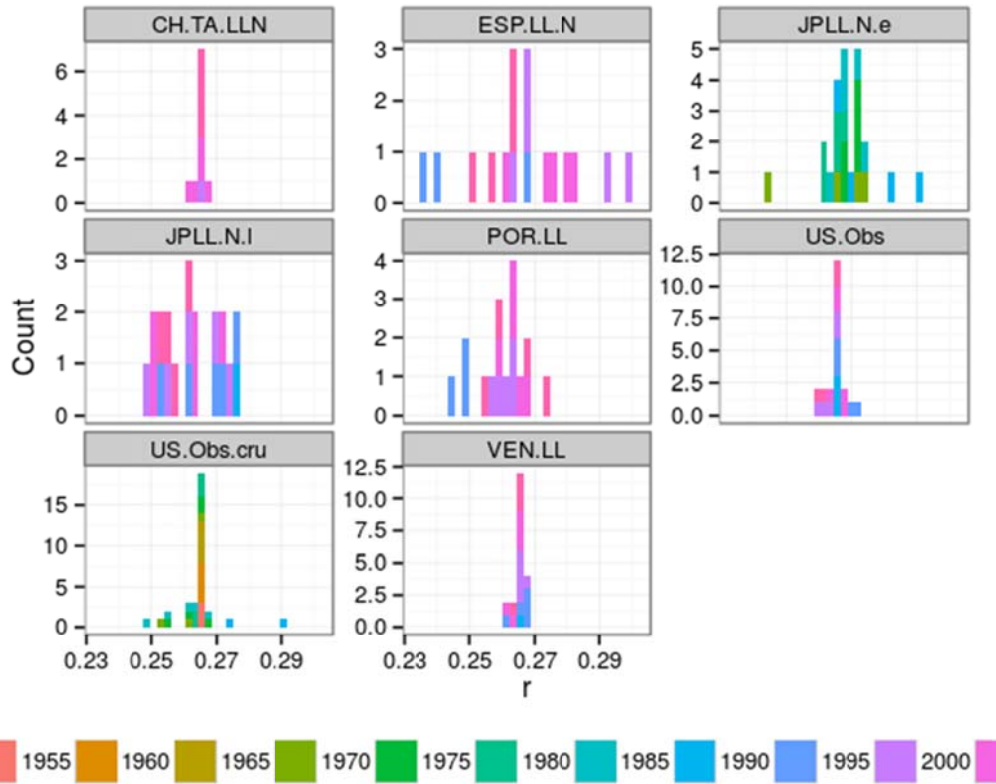 CH.TA.LLN ESP.LL.N JPLL.N.e
6 3 5
4 2 4
2 1 3
0 0 2
1
0
JPLL.N.I POR.LL US.Obs
3 4 12.5
2 3 10.0
1 2 7.5
0 1 5.0
0 2.5
0.0
Count
US.Obs.cru VEN.LL
15 12.5
10 10.0
5 7.5
0 5.0
2.5
0.0
0.23 0.25 0.27 0.29 0.23 0.25 0.27 0.29
r
1955 1960 1965 1970 1975 1980 1985 1990 1995 2000